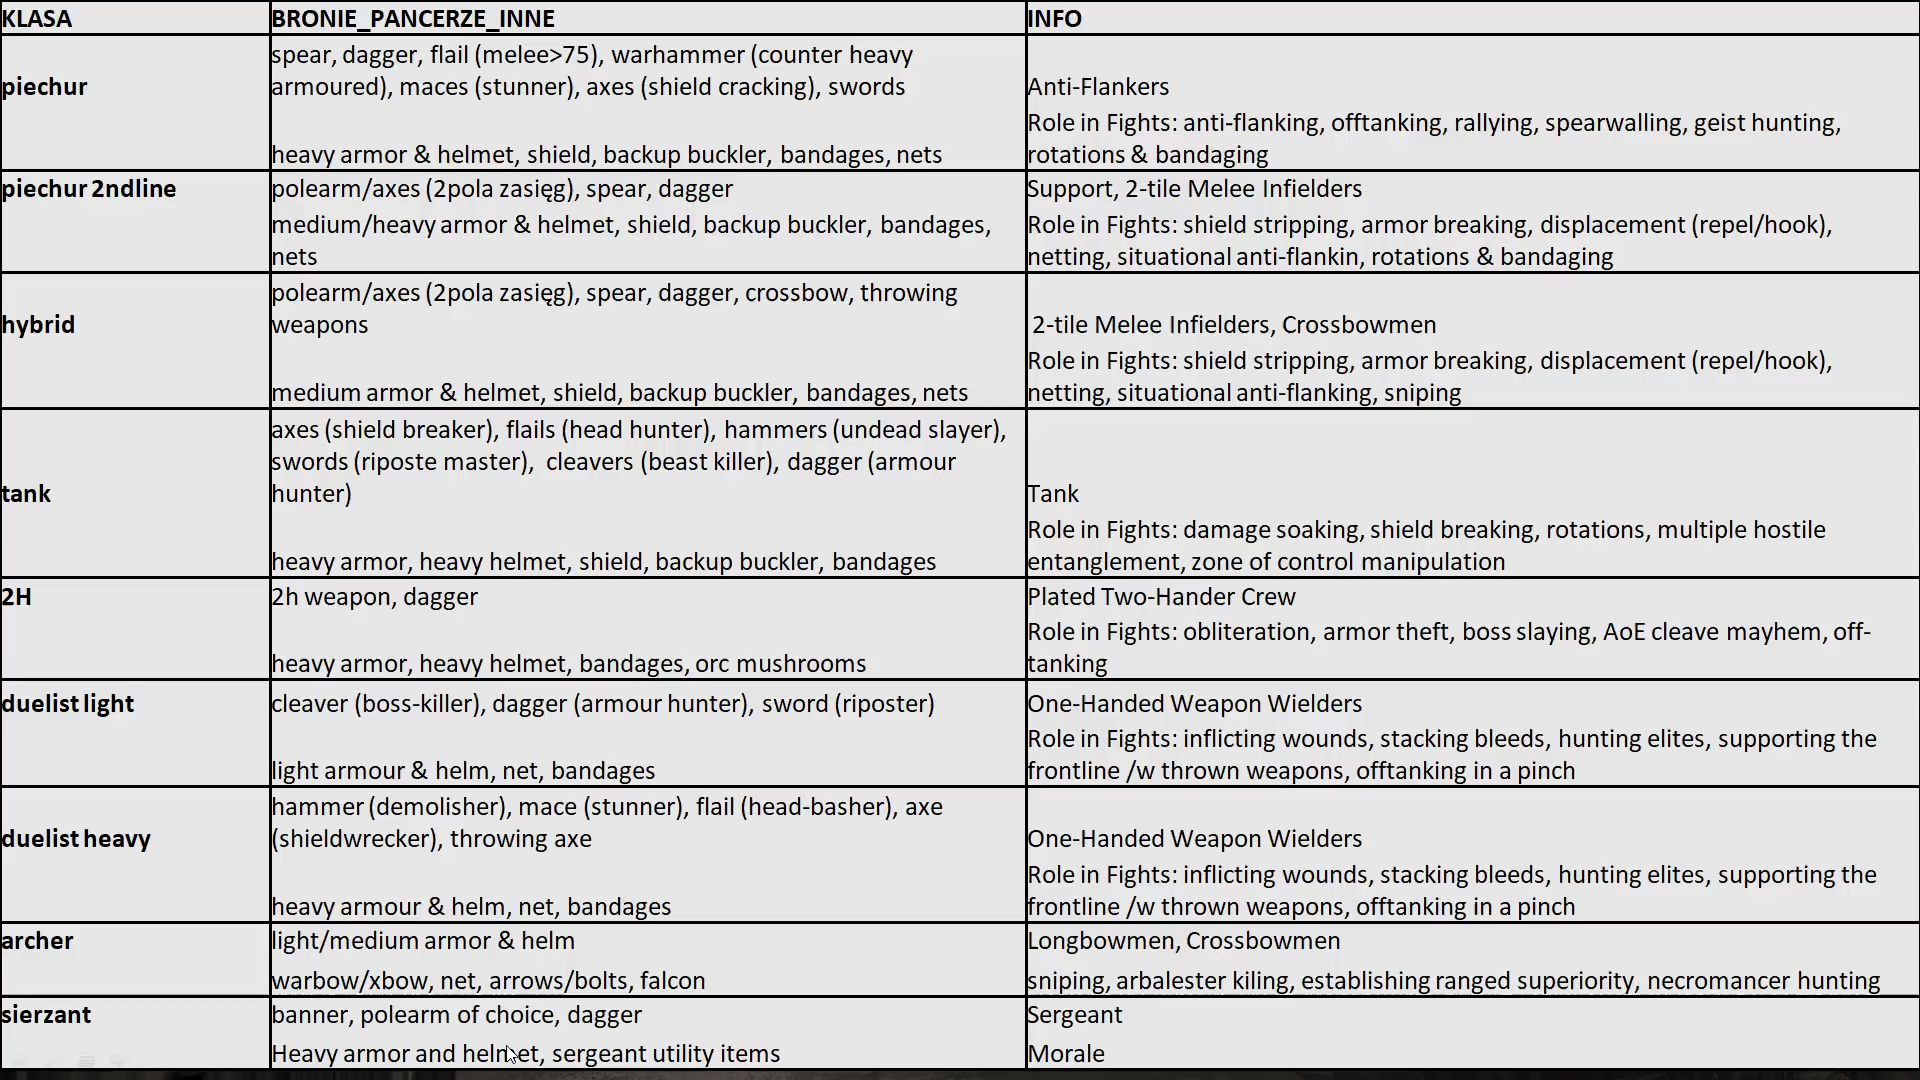 KLASA BRONIE_PANCERZE_INNE INFO
piechur
spear, dagger, flail (melee>75), warhammer (counter heavy
armoured), maces (stunner), axes (shield cracking), swords
heavy armor & helmet, shield, backup buckler, bandages, nets
Anti-Flankers
Role in Fights: anti-flanking, offtanking, rallying, spearwalling, geist hunting,
rotations & bandaging
piechur 2ndline
polearm/axes (2pola zasięg), spear, dagger
medium/heavy armor & helmet, shield, backup buckler, bandages,
nets
Support, 2-tile Melee Infielders
Role in Fights: shield stripping, armor breaking, displacement (repel/hook),
netting, situational anti-flankin, rotations & bandaging
hybrid
polearm/axes (2pola zasięg), spear, dagger, crossbow, throwing
weapons
medium armor & helmet, shield, backup buckler, bandages, nets
2-tile Melee Infielders, Crossbowmen
Role in Fights: shield stripping, armor breaking, displacement (repel/hook),
netting, situational anti-flanking, sniping
tank
axes (shield breaker), flails (head hunter), hammers (undead slayer),
swords (riposte master), cleavers (beast killer), dagger (armour
hunter)
heavy armor, heavy helmet, shield, backup buckler, bandages
Tank
Role in Fights: damage soaking, shield breaking, rotations, multiple hostile
entanglement, zone of control manipulation
2H
2h weapon, dagger
heavy armor, heavy helmet, bandages, orc mushrooms
Plated Two-Hander Crew
Role in Fights: obliteration, armor theft, boss slaying, AoE cleave mayhem, off-
tanking
duelist light
cleaver (boss-killer), dagger (armour hunter), sword (riposter)
light armour & helm, net, bandages
One-Handed Weapon Wielders
Role in Fights: inflicting wounds, stacking bleeds, hunting elites, supporting the
frontline /w thrown weapons, offtanking in a pinch
duelist heavy
hammer (demolisher), mace (stunner), flail (head-basher), axe
(shieldwrecker), throwing axe
heavy armour & helm, net, bandages
One-Handed Weapon Wielders
Role in Fights: inflicting wounds, stacking bleeds, hunting elites, supporting the
frontline /w thrown weapons, offtanking in a pinch
archer
light/medium armor & helm
warbow/xbow, net, arrows/bolts, falcon
Longbowmen, Crossbowmen
sniping, arbalester kiling, establishing ranged superiority, necromancer hunting
sierzant
banner, polearm of choice, dagger
Heavy armor and helmet, sergeant utility items
Sergeant
Morale